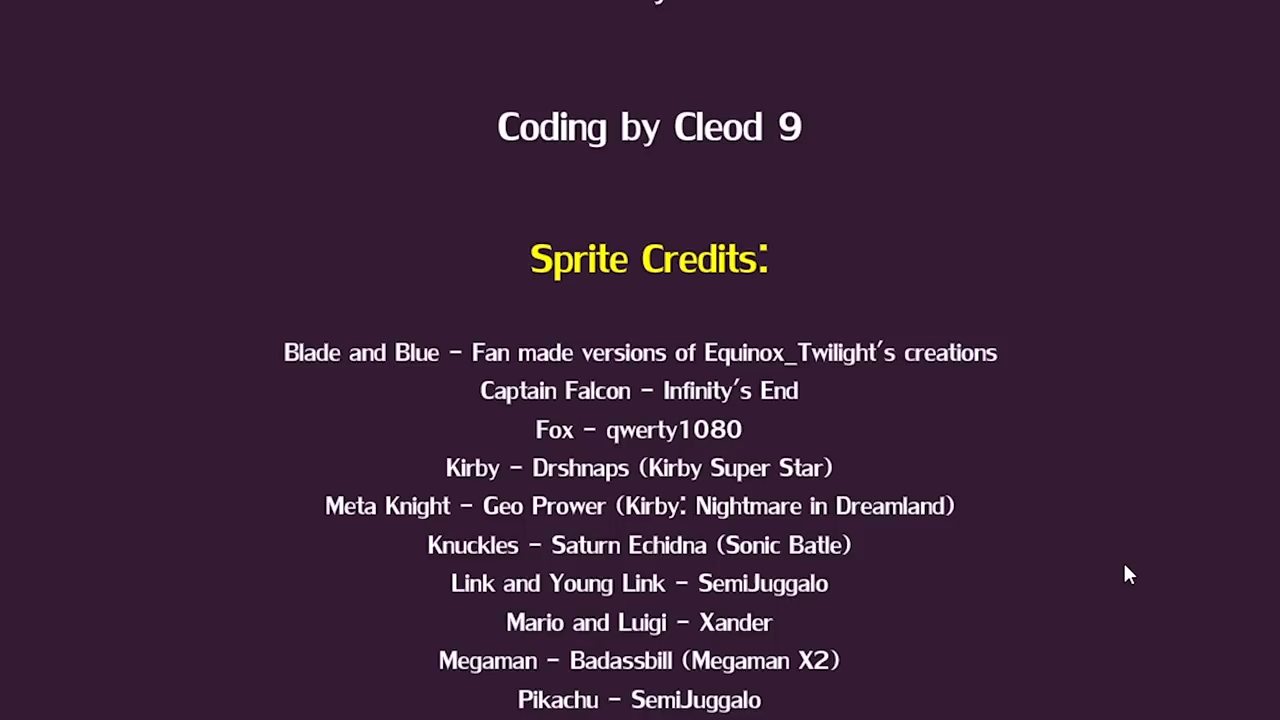 Coding by Cleod 9
Sprite Credits:
Blade and Blue - Fan made versions of Equinox_Twilight's creations
Captain Falcon - Infinity's End
Fox - qwerty1080
Kirby - Drshnaps (Kirby Super Star)
Meta Knight - Geo Prower (Kirby: Nightmare in Dreamland)
Knuckles - Saturn Echidna (Sonic Batle)
Link and Young Link - SemiJuggalo
Mario and Luigi - Xander
Megaman - Badassbill (Megaman X2)
Pikachu - SemiJuggalo